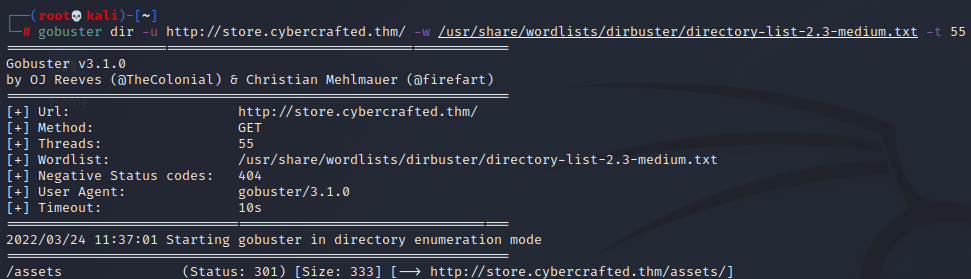 ┌──(root💀kali)-[~]
└─# gobuster dir -u http://store.cybercrafted.thm/ -w /usr/share/wordlists/dirbuster/directory-list-2.3-medium.txt -t 55
===============================================================
Gobuster v3.1.0
by OJ Reeves (@TheColonial) & Christian Mehlmauer (@firefart)
===============================================================
[+] Url:                     http://store.cybercrafted.thm/
[+] Method:                  GET
[+] Threads:                 55
[+] Wordlist:                /usr/share/wordlists/dirbuster/directory-list-2.3-medium.txt
[+] Negative Status codes:   404
[+] User Agent:              gobuster/3.1.0
[+] Timeout:                 10s
===============================================================
2022/03/24 11:37:01 Starting gobuster in directory enumeration mode
===============================================================
/assets               (Status: 301) [Size: 333] [--> http://store.cybercrafted.thm/assets/]